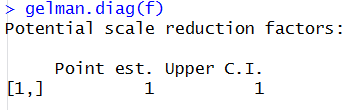 > gelman.diag(f)
Potential scale reduction factors:
Point est. Upper C.I.
[1,] 1 1